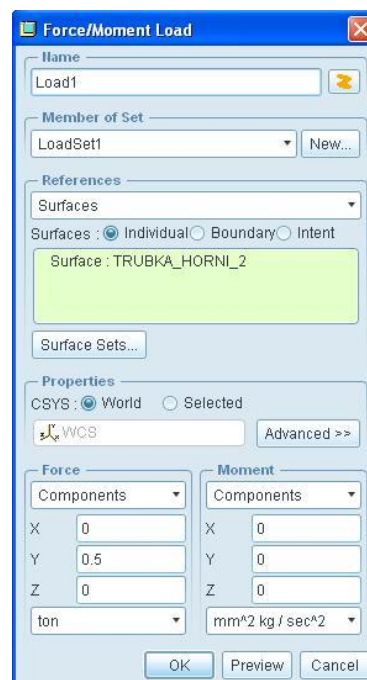 Force/Moment Load
Name
Load1
Member of Set
LoadSet1 New...
References
Surfaces
Surfaces : Individual Boundary Intent
Surface : TRUBKA_HORNI_2
Surface Sets...
Properties
CSYS : World Selected
WCS Advanced >>
Force Moment
Components Components
X 0 X 0
Y 0.5 Y 0
Z 0 Z 0
ton mm^2 kg / sec^2
OK Preview Cancel